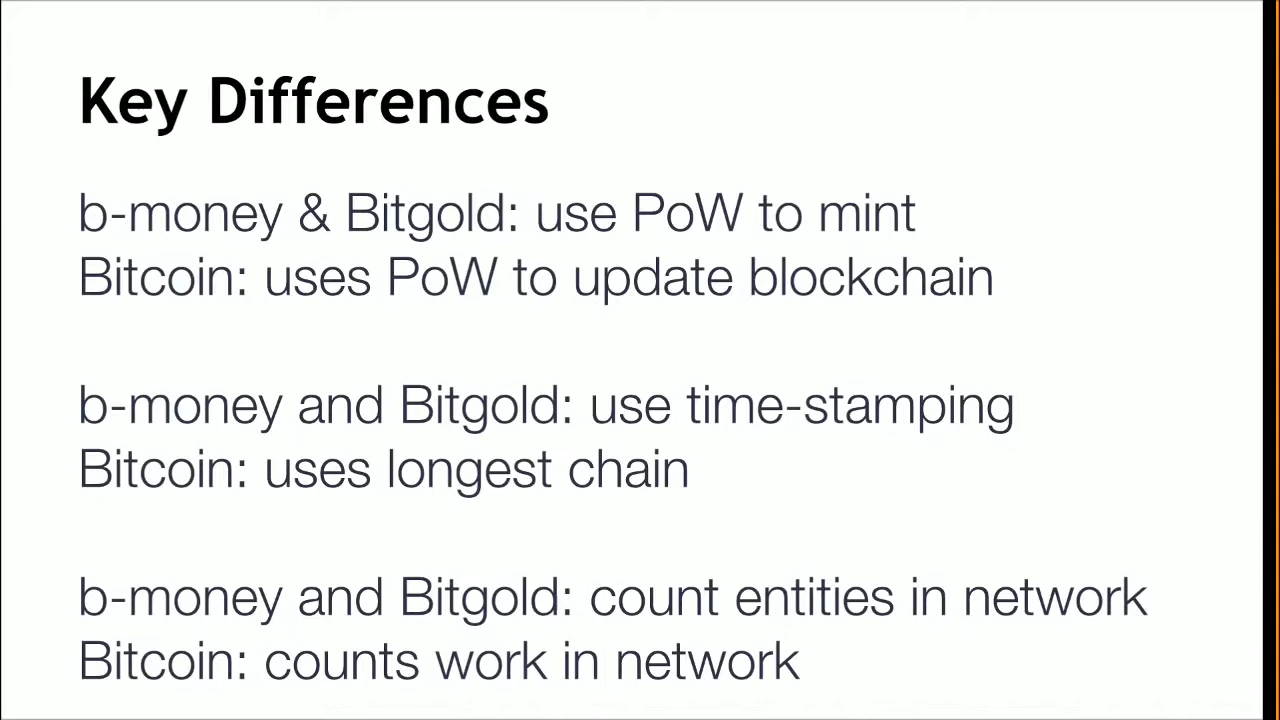 Key Differences
b-money & Bitgold: use PoW to mint
Bitcoin: uses PoW to update blockchain
b-money and Bitgold: use time-stamping
Bitcoin: uses longest chain
b-money and Bitgold: count entities in network
Bitcoin: counts work in network